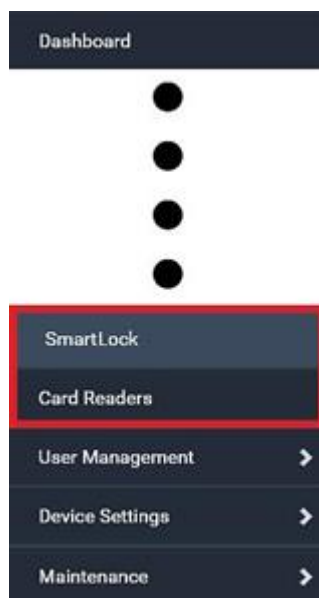 Dashboard
SmartLock
Card Readers
User Management
Device Settings
Maintenance